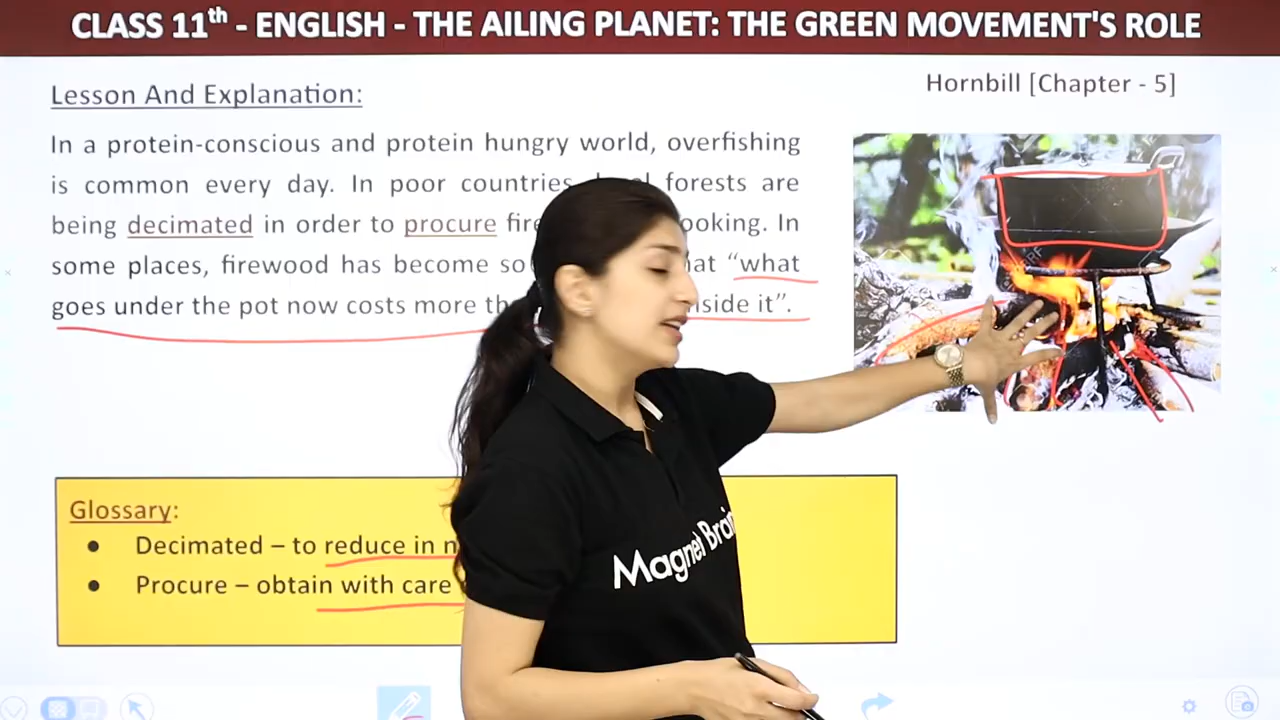 CLASS 11th - ENGLISH - THE AILING PLANET: THE GREEN MOVEMENT'S ROLE
Lesson And Explanation:
Hornbill [Chapter - 5]
In a protein-conscious and protein hungry world, overfishing
is common every day. In poor countries forests are
being decimated in order to procure In
some places, firewood has become so "what
goes under the pot now costs more it".
Glossary:
● Decimated – to reduce in
● Procure – obtain with care
Magnet Brain